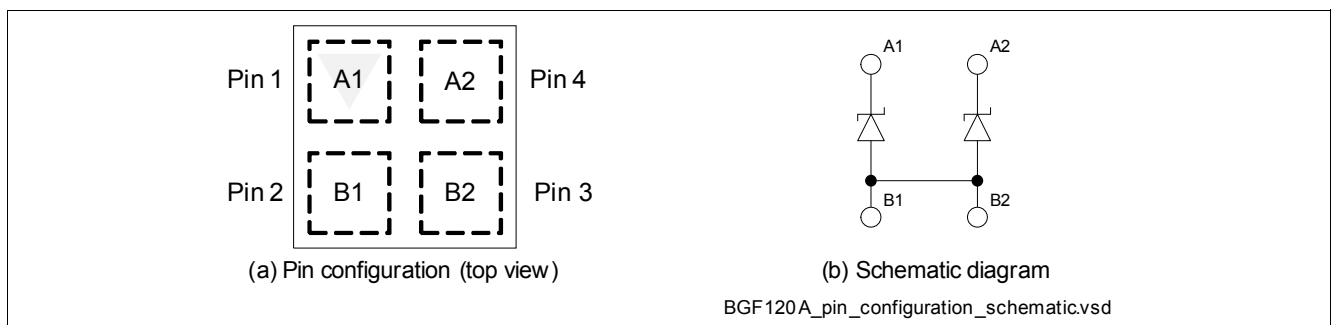 A1 A2
Pin 1 A1 A2 Pin 4
Pin 2 B1 B2 Pin 3
B1 B2
(a) Pin configuration (top view) (b) Schematic diagram
BGF120A_pin_configuration_schematic.vsd